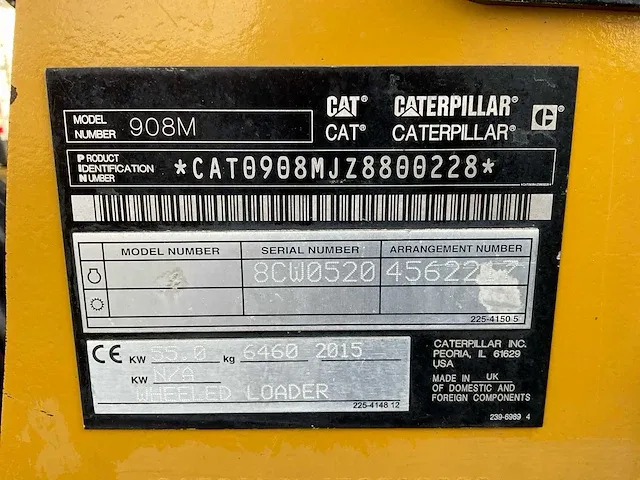 MODEL NUMBER 908M
CAT® CATERPILLAR®
CAT® CATERPILLAR®
PRODUCT IDENTIFICATION NUMBER *CAT0908MJZ8800228*
MODEL NUMBER SERIAL NUMBER ARRANGEMENT NUMBER
8CW0520
225-4150 5
CE KW 55.0 kg 6460 2015
KW N/A
WHEELED LOADER
225-4148 12
CATERPILLAR INC.
PEORIA, IL 61629
USA
MADE IN UK
OF DOMESTIC AND
FOREIGN COMPONENTS
239-6989 4